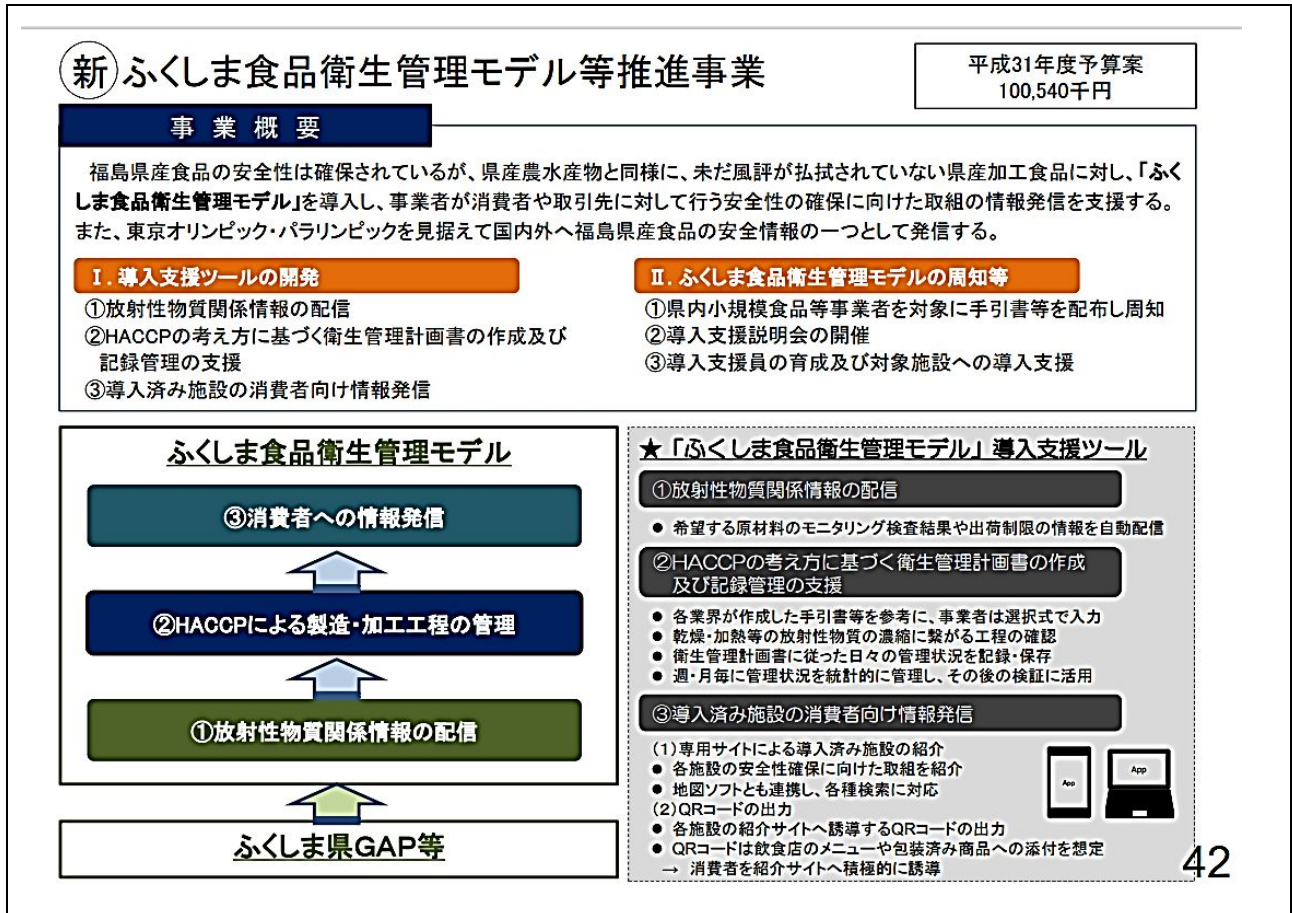 新 ふくしま食品衛生管理モデル等推進事業
平成31年度予算案
100,540千円
事業概要
福島県産食品の安全性は確保されているが、県産農水産物と同様に、未だ風評が払拭されていない県産加工食品に対し、「ふく
しま食品衛生管理モデル」を導入し、事業者が消費者や取引先に対して行う安全性の確保に向けた取組の情報発信を支援する。
また、東京オリンピック・パラリンピックを見据えて国内外へ福島県産食品の安全情報の一つとして発信する。
Ⅰ．導入支援ツールの開発
①放射性物質関係情報の配信
②HACCPの考え方に基づく衛生管理計画書の作成及び
記録管理の支援
③導入済み施設の消費者向け情報発信
Ⅱ．ふくしま食品衛生管理モデルの周知等
①県内小規模食品等事業者を対象に手引書等を配布し周知
②導入支援説明会の開催
③導入支援員の育成及び対象施設への導入支援
ふくしま食品衛生管理モデル
③消費者への情報発信
②HACCPによる製造・加工工程の管理
①放射性物質関係情報の配信
ふくしま県GAP等
★「ふくしま食品衛生管理モデル」導入支援ツール
①放射性物質関係情報の配信
● 希望する原材料のモニタリング検査結果や出荷制限の情報を自動配信
②HACCPの考え方に基づく衛生管理計画書の作成
及び記録管理の支援
● 各業界が作成した手引書等を参考に、事業者は選択式で入力
● 乾燥・加熱等の放射性物質の濃縮に繋がる工程の確認
● 衛生管理計画書に従った日々の管理状況を記録・保存
● 週・月毎に管理状況を統計的に管理し、その後の検証に活用
③導入済み施設の消費者向け情報発信
(1)専用サイトによる導入済み施設の紹介
● 各施設の安全性確保に向けた取組を紹介
● 地図ソフトとも連携し、各種検索に対応
(2)QRコードの出力
● 各施設の紹介サイトへ誘導するQRコードの出力
● QRコードは飲食店のメニューや包装済み商品への添付を想定
→ 消費者を紹介サイトへ積極的に誘導
App
App
42